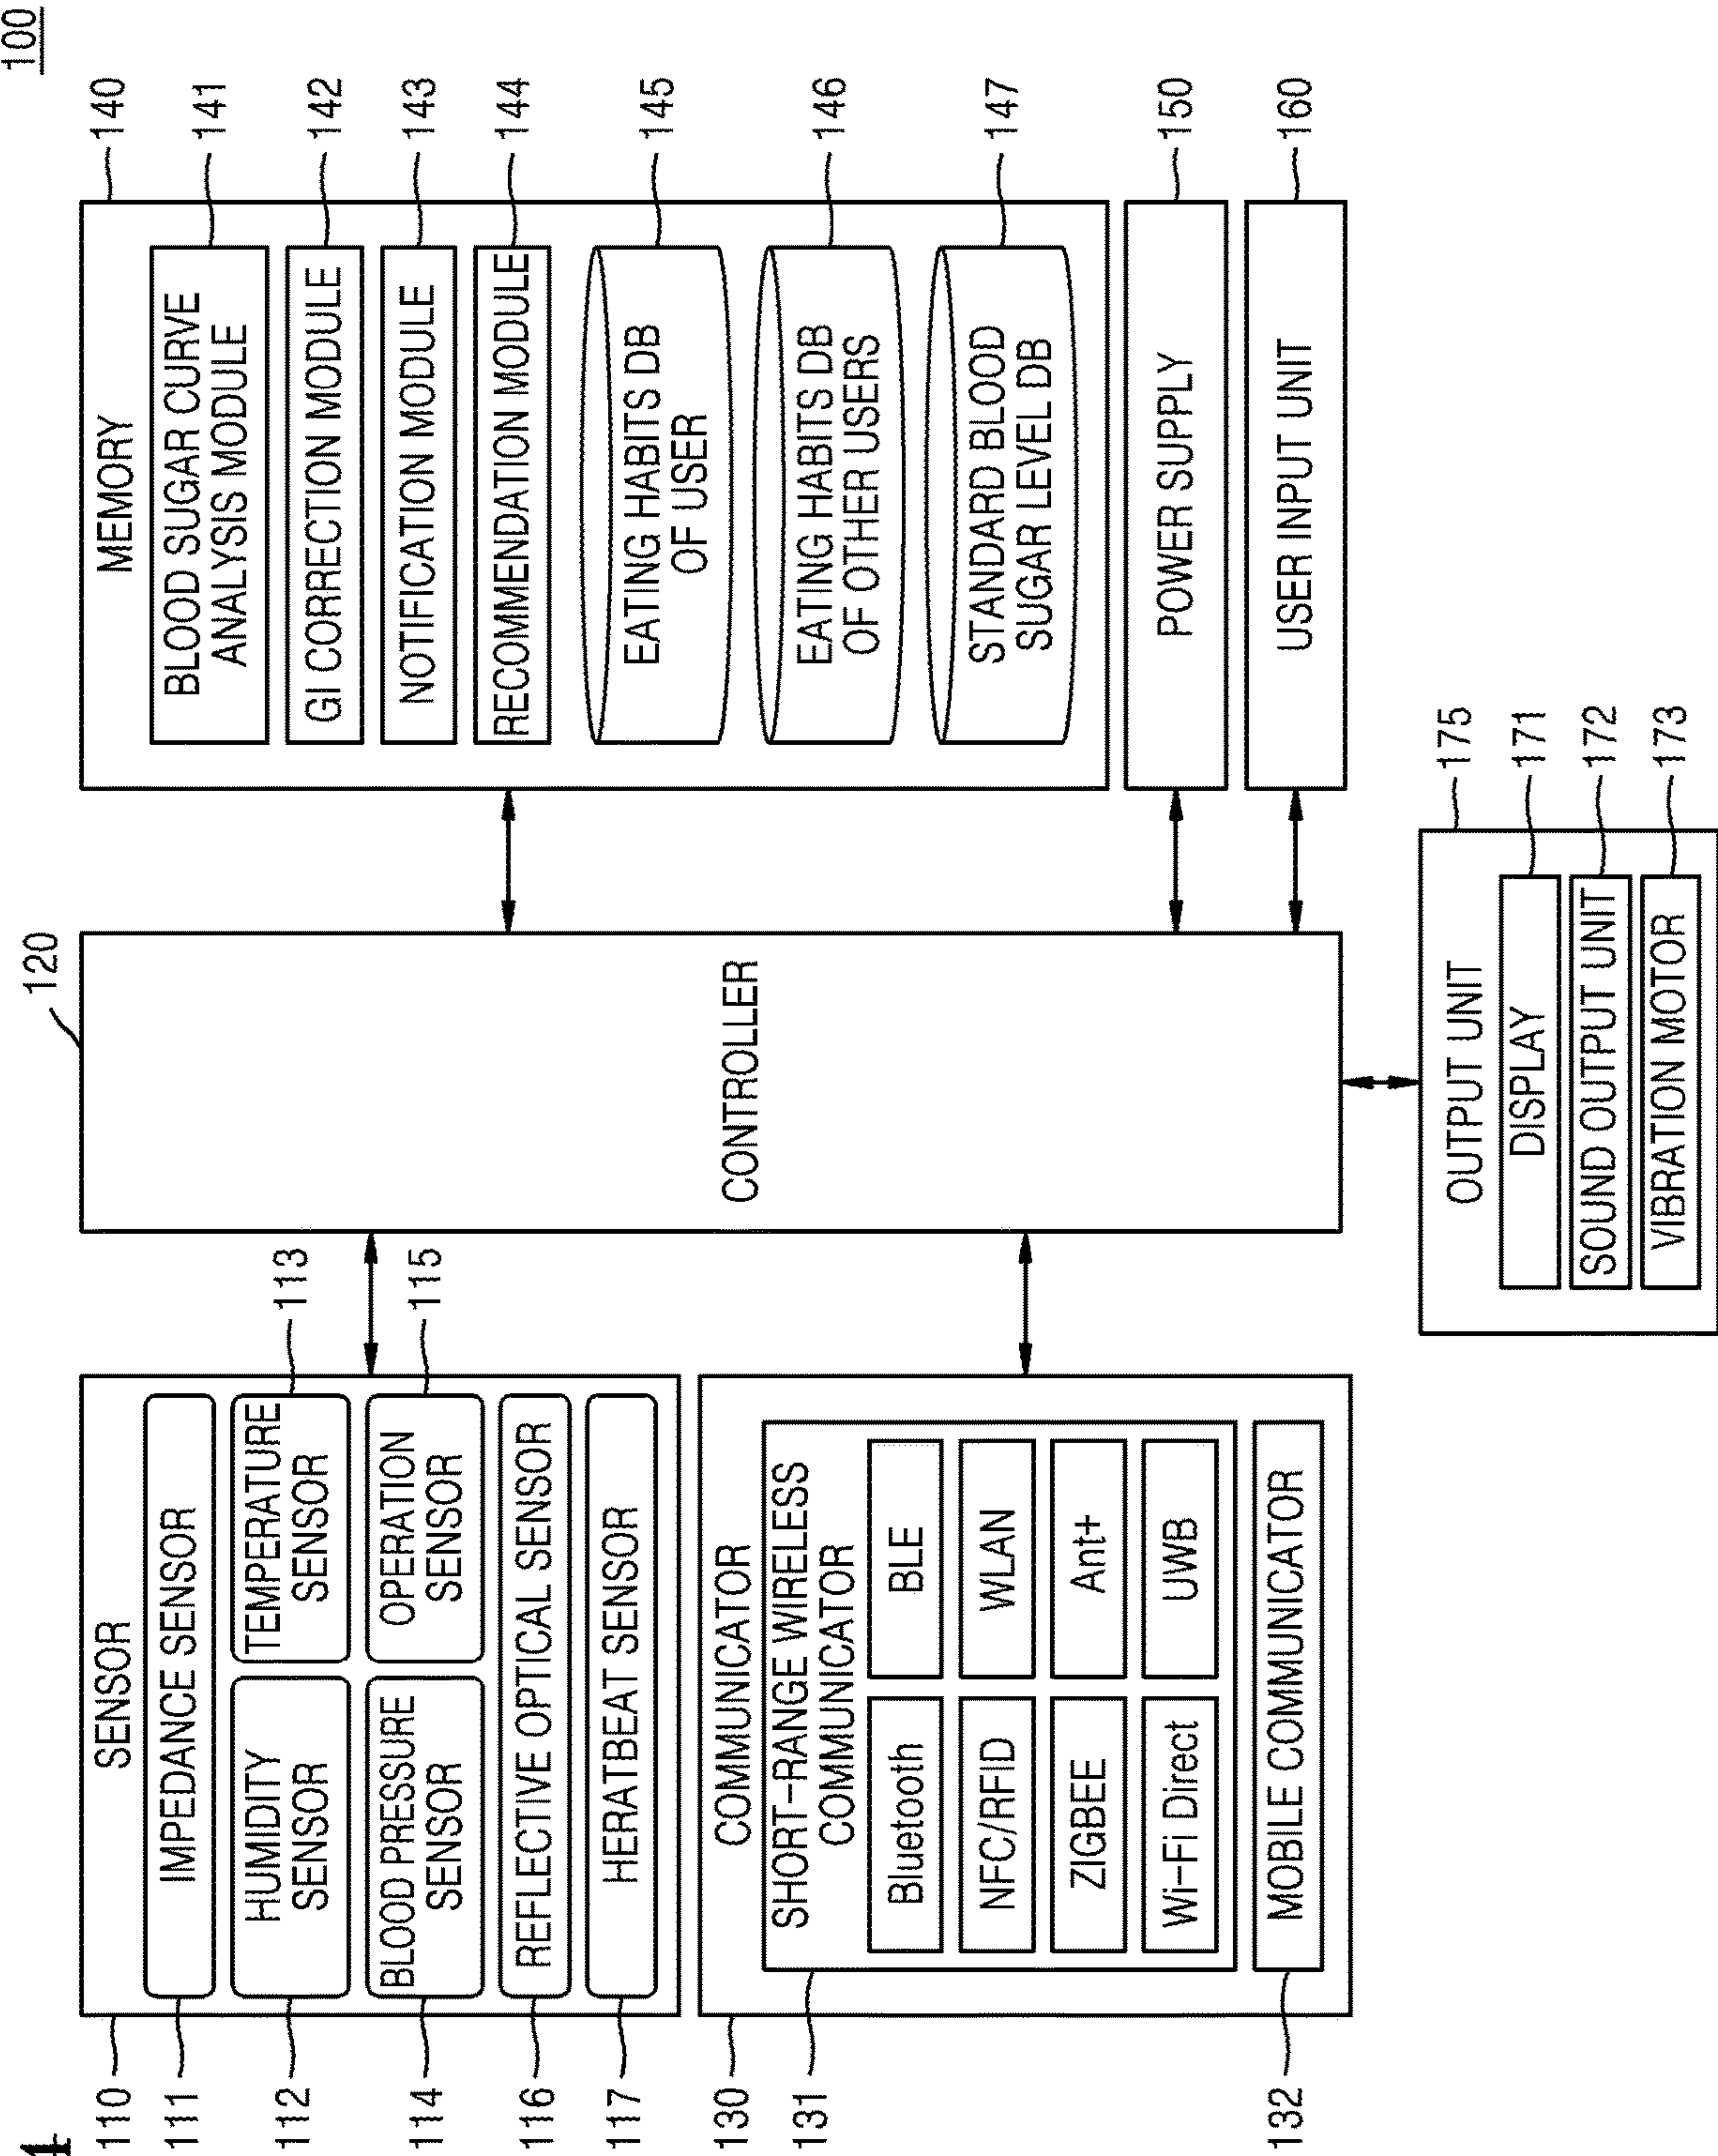 100
120
110
SENSOR
111
IMPEDANCE SENSOR
112
HUMIDITY
SENSOR
TEMPERATURE
SENSOR
113
114
BLOOD PRESSURE
SENSOR
OPERATION
SENSOR
115
116
REFLECTIVE OPTICAL SENSOR
117
HERATBEAT SENSOR
130
COMMUNICATOR
131
SHORT-RANGE WIRELESS
COMMUNICATOR
Bluetooth
BLE
NFC/RFID
WLAN
ZIGBEE
Ant+
Wi-Fi Direct
UWB
132
MOBILE COMMUNICATOR
CONTROLLER
MEMORY
140
BLOOD SUGAR CURVE
ANALYSIS MODULE
141
GI CORRECTION MODULE
142
NOTIFICATION MODULE
143
RECOMMENDATION MODULE
144
EATING HABITS DB
OF USER
145
EATING HABITS DB
OF OTHER USERS
146
STANDARD BLOOD
SUGAR LEVEL DB
147
POWER SUPPLY
150
USER INPUT UNIT
160
OUTPUT UNIT
175
DISPLAY
171
SOUND OUTPUT UNIT
172
VIBRATION MOTOR
173